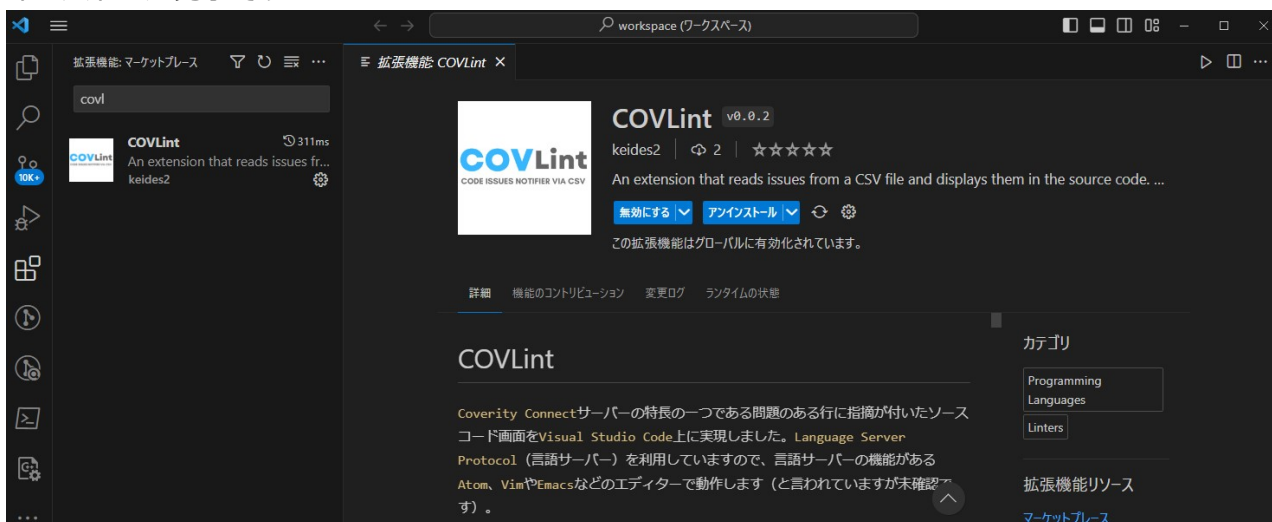 workspace (ワークスペース)
拡張機能: マーケットプレース
covl
COVLint
311ms
An extension that reads issues fr...
keides2
10K+
拡張機能: COVLint
COVLint
CODE ISSUES NOTIFIER VIA CSV
COVLint v0.0.2
keides2 2
An extension that reads issues from a CSV file and displays them in the source code. ...
無効にする アンインストール
この拡張機能はグローバルに有効化されています。
詳細 機能のコントリビューション 変更ログ ランタイムの状態
COVLint
Coverity Connectサーバーの特長の一つである問題のある行に指摘が付いたソース
コード画面をVisual Studio Code上に実現しました。Language Server
Protocol（言語サーバー）を利用していますので、言語サーバーの機能がある
Atom、VimやEmacsなどのエディターで動作します（と言われていますが未確認で
す）。
カテゴリ
Programming
Languages
Linters
拡張機能リソース
マーケットプレース